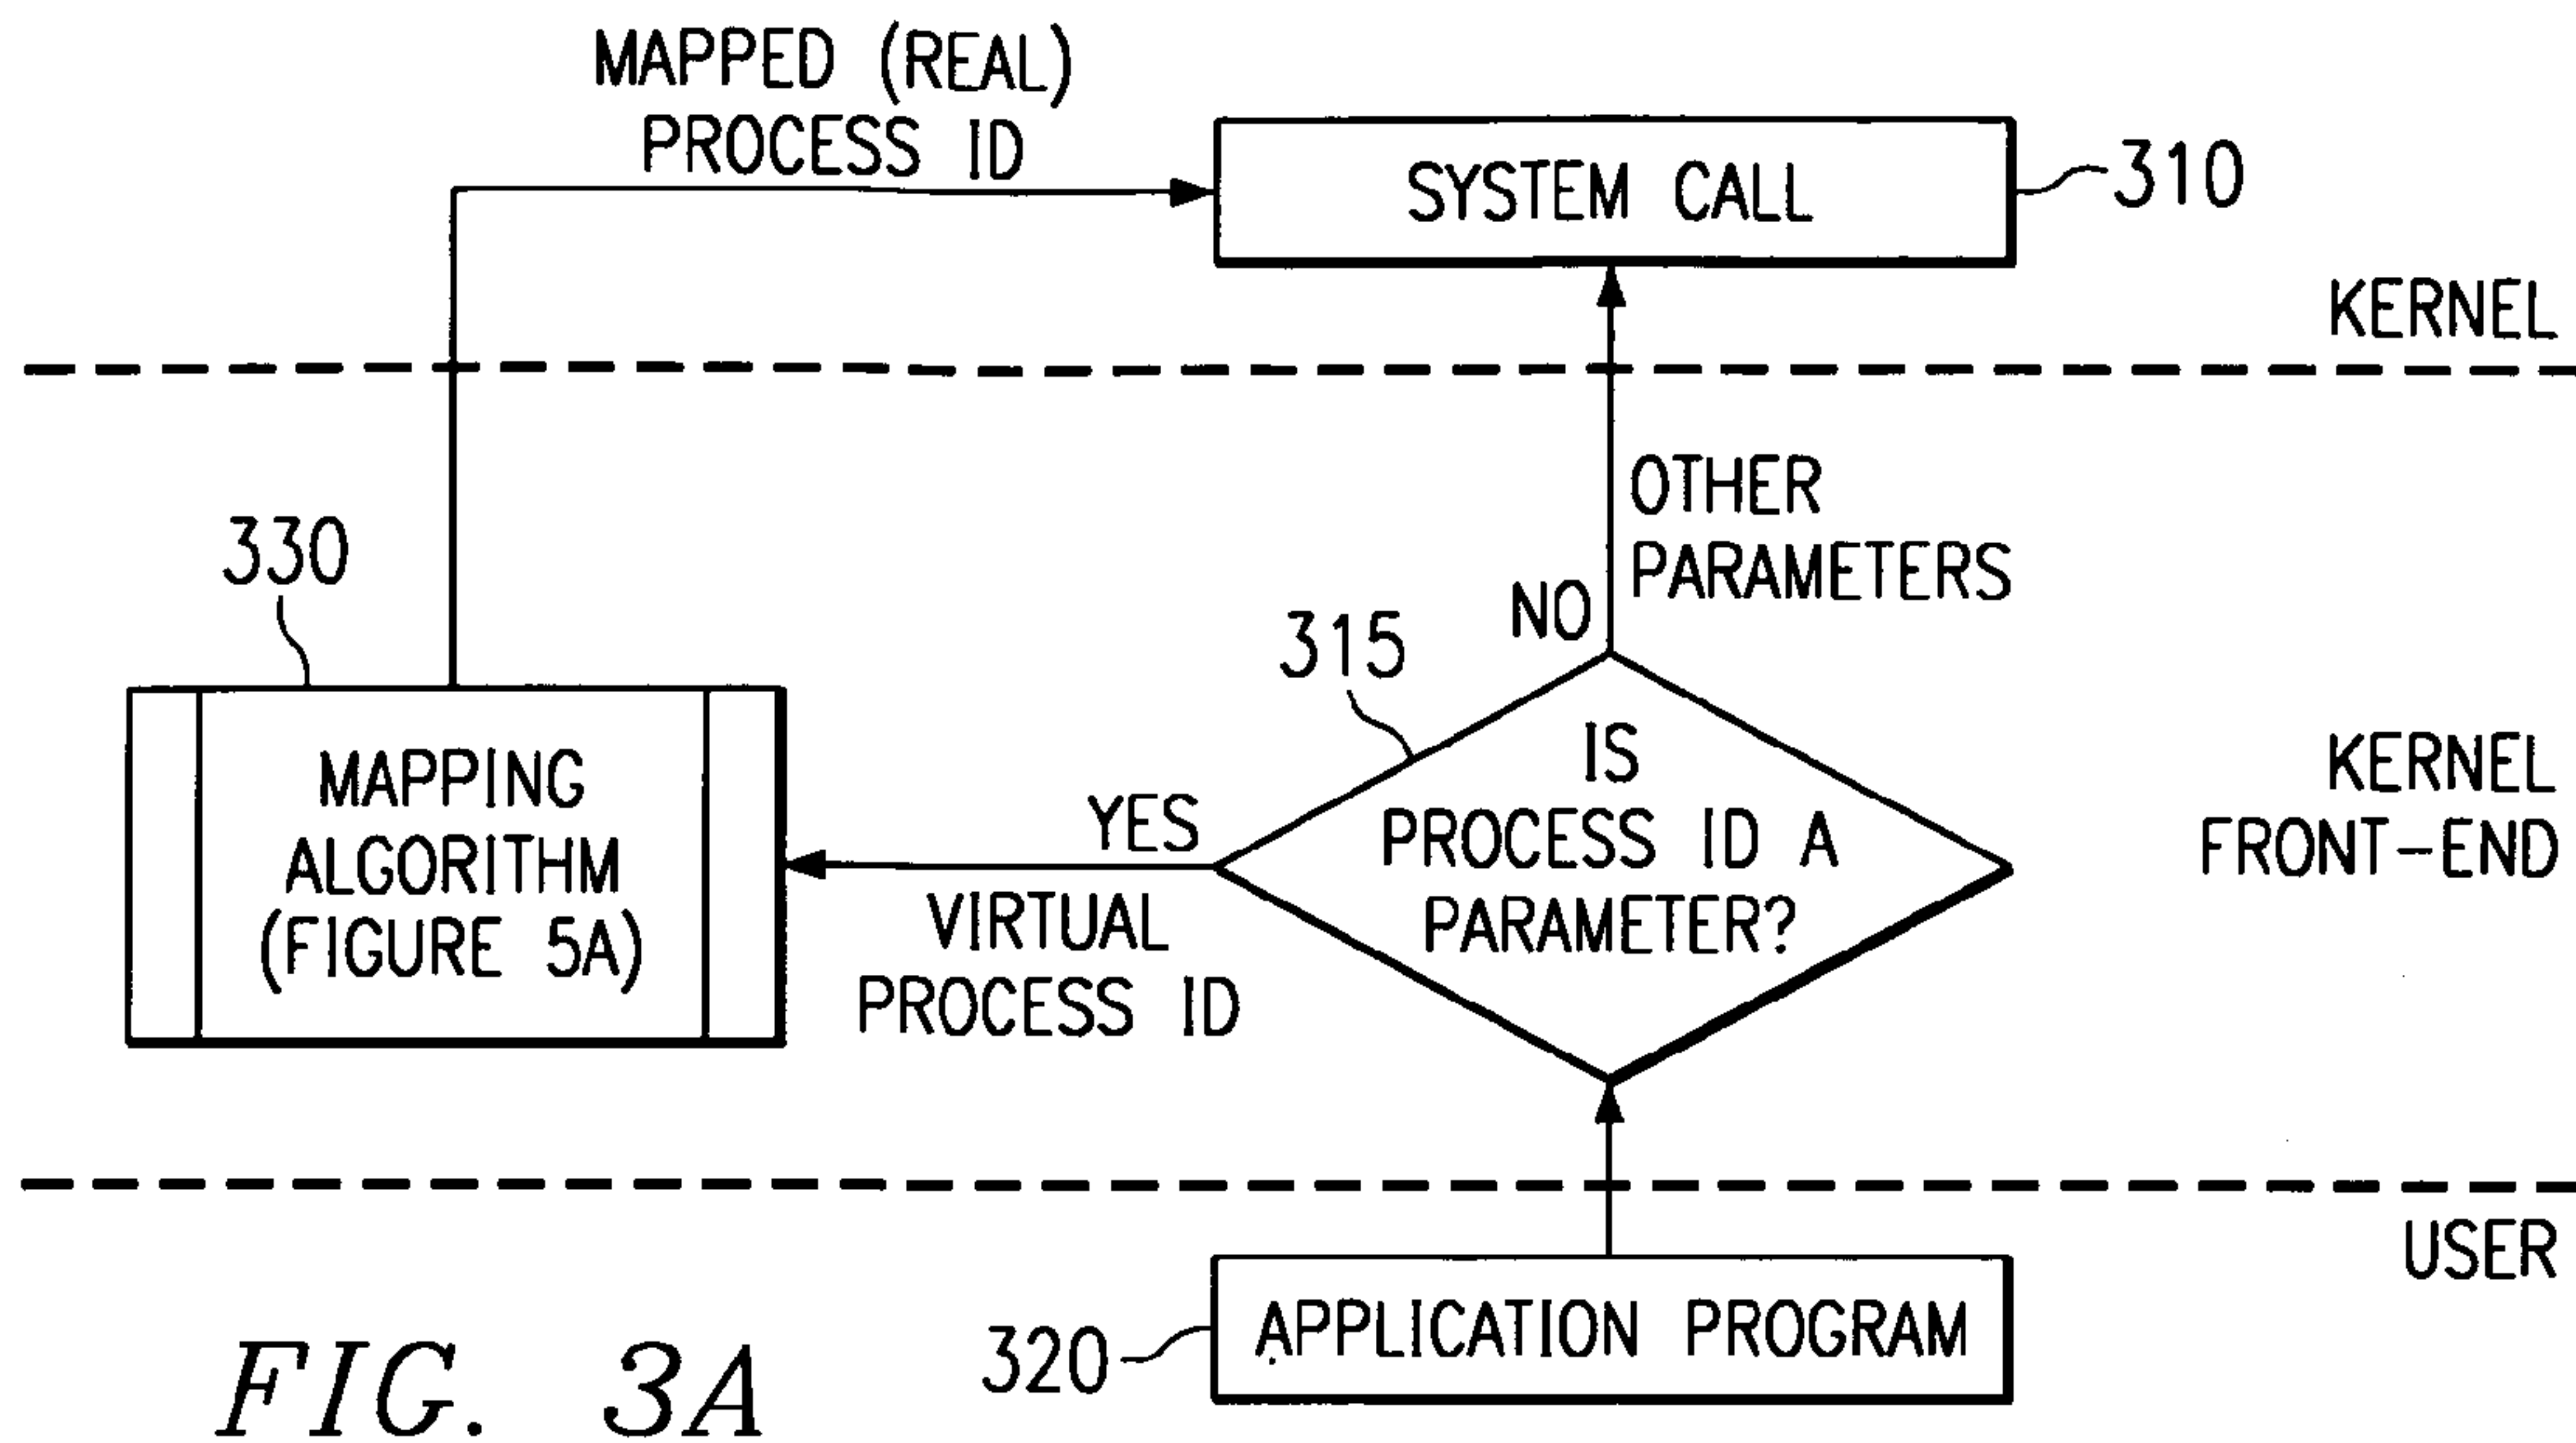 MAPPED (REAL)
PROCESS ID
SYSTEM CALL
310
KERNEL
OTHER
PARAMETERS
NO
330
315
MAPPING
ALGORITHM
(FIGURE 5A)
YES
VIRTUAL
PROCESS ID
IS
PROCESS ID A
PARAMETER?
KERNEL
FRONT-END
USER
320
APPLICATION PROGRAM
FIG. 3A